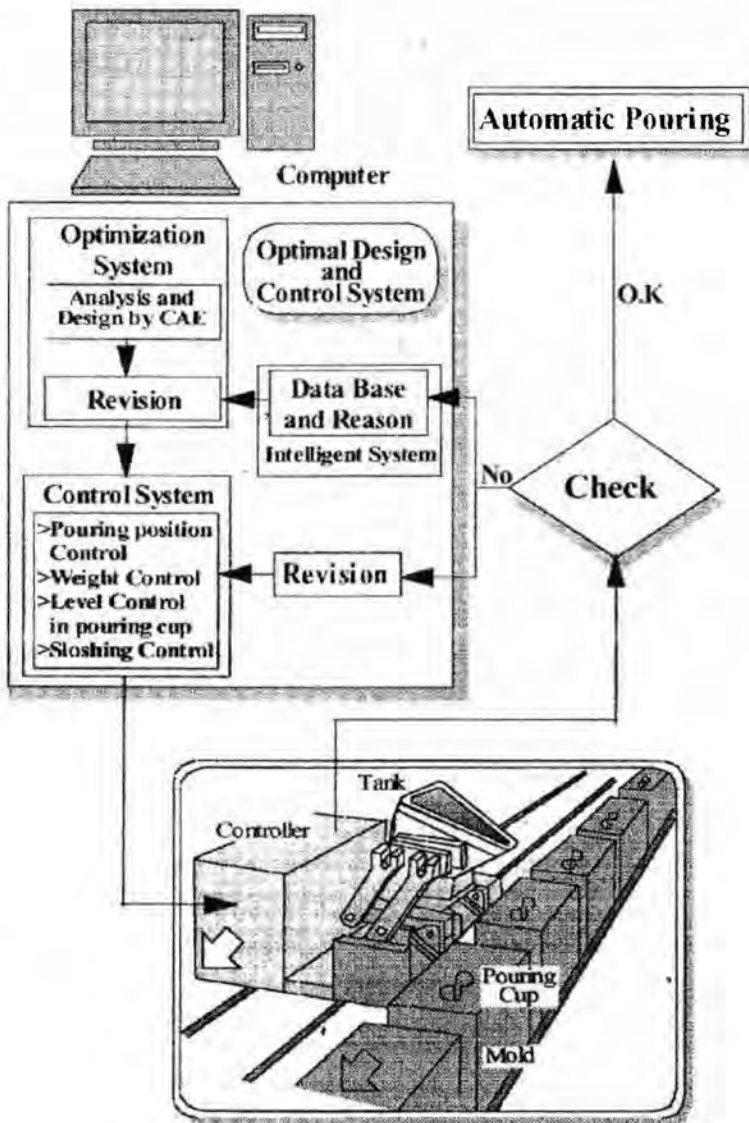 Computer
Automatic Pouring
Optimization
System
Analysis and
Design by CAE
Revision
Optimal Design
and
Control System
Data Base
and Reason
Intelligent System
O.K
No
Check
Control System
>Pouring position
Control
>Weight Control
>Level Control
in pouring cup
>Sloshing Control
Revision
Tank
Controller
Pouring
Cup
Mold